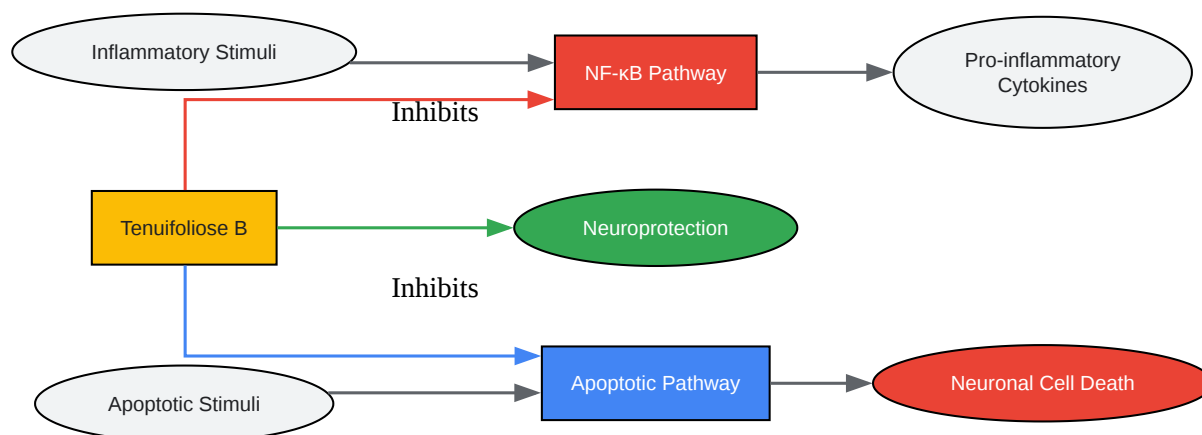 Inflammatory Stimuli
NF-κB Pathway
Pro-inflammatory
Cytokines
Inhibits
Tenuifoliose B
Neuroprotection
Inhibits
Apoptotic Pathway
Neuronal Cell Death
Apoptotic Stimuli